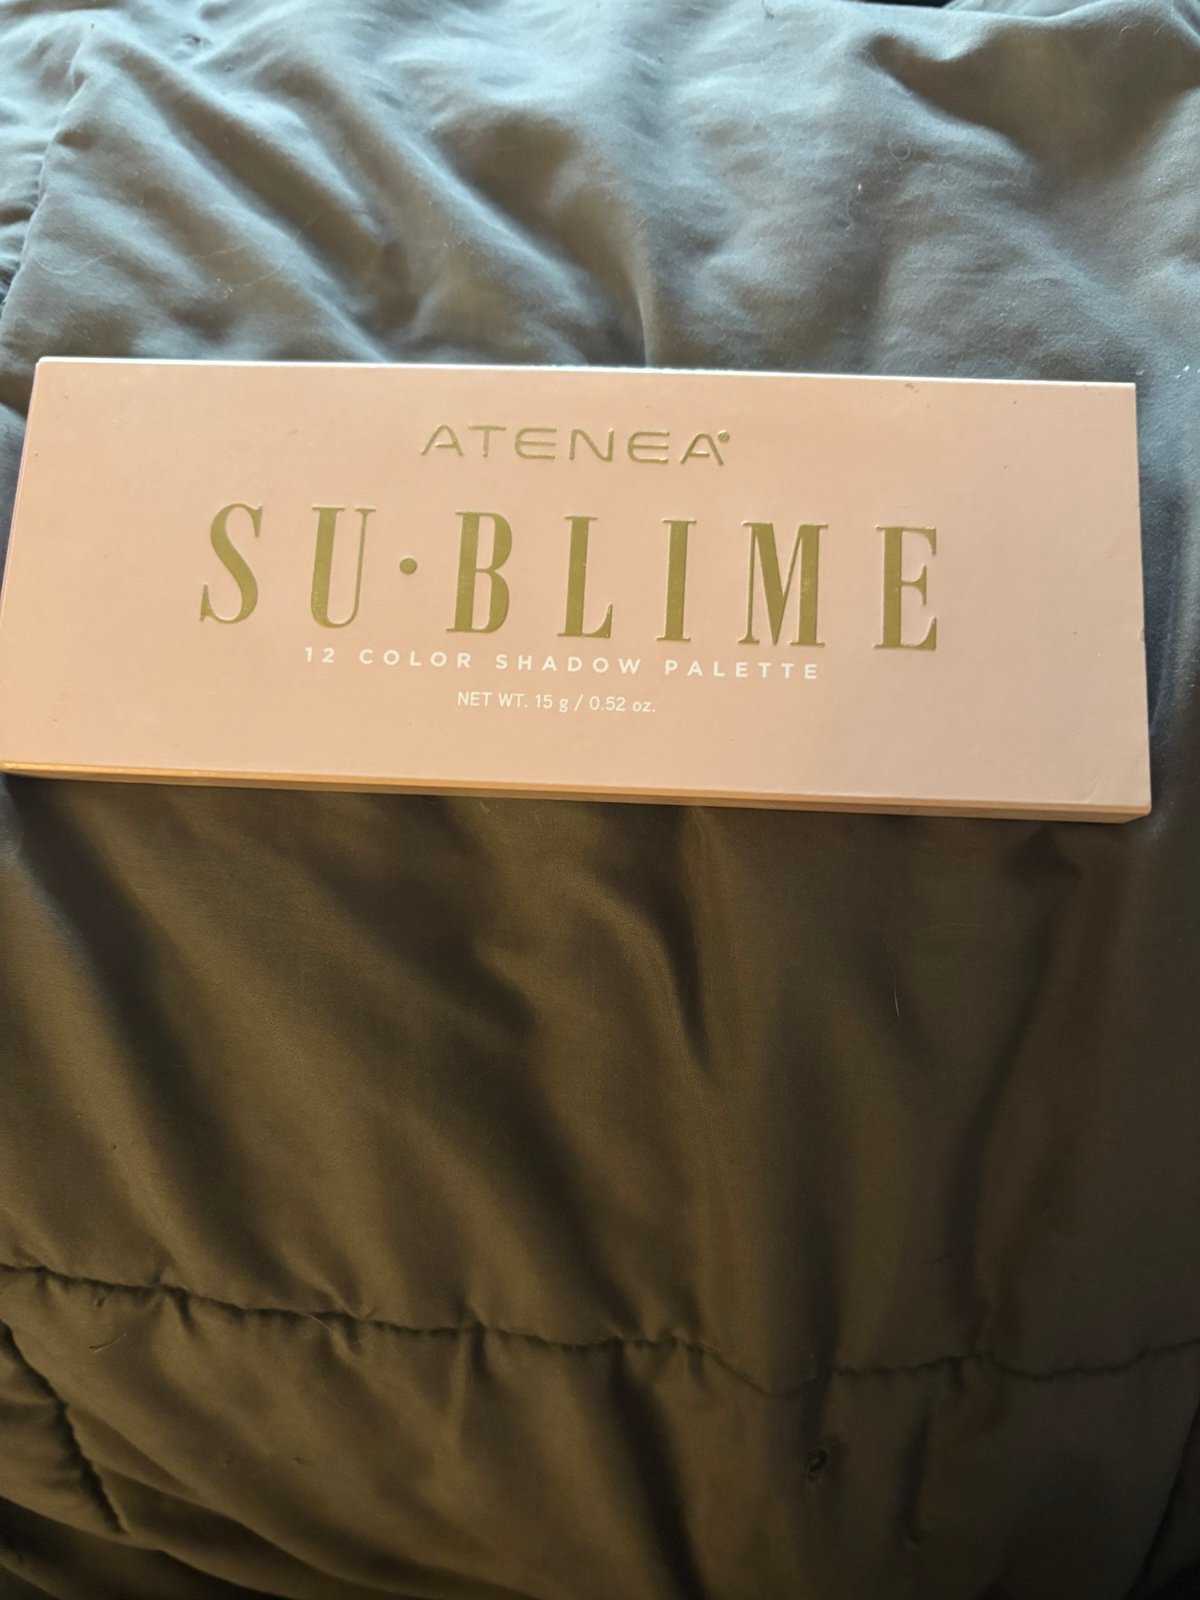 ATENEA®
SU·BLIME
12 COLOR SHADOW PALETTE
NET WT. 15 g / 0.52 oz.